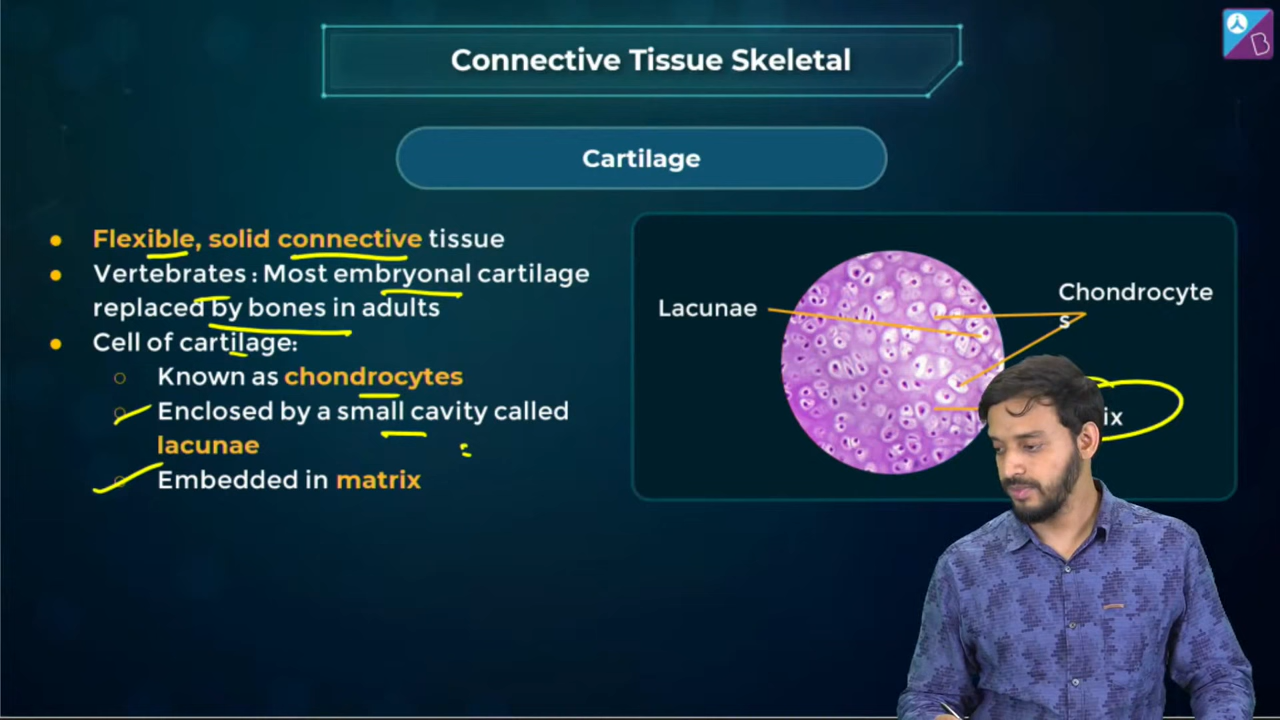 Connective Tissue Skeletal
Cartilage
Flexible, solid connective tissue
Vertebrates : Most embryonal cartilage
replaced by bones in adults
Cell of cartilage:
Known as chondrocytes
Enclosed by a small cavity called
lacunae
Embedded in matrix
Lacunae
Chondrocyte
s
ix
B